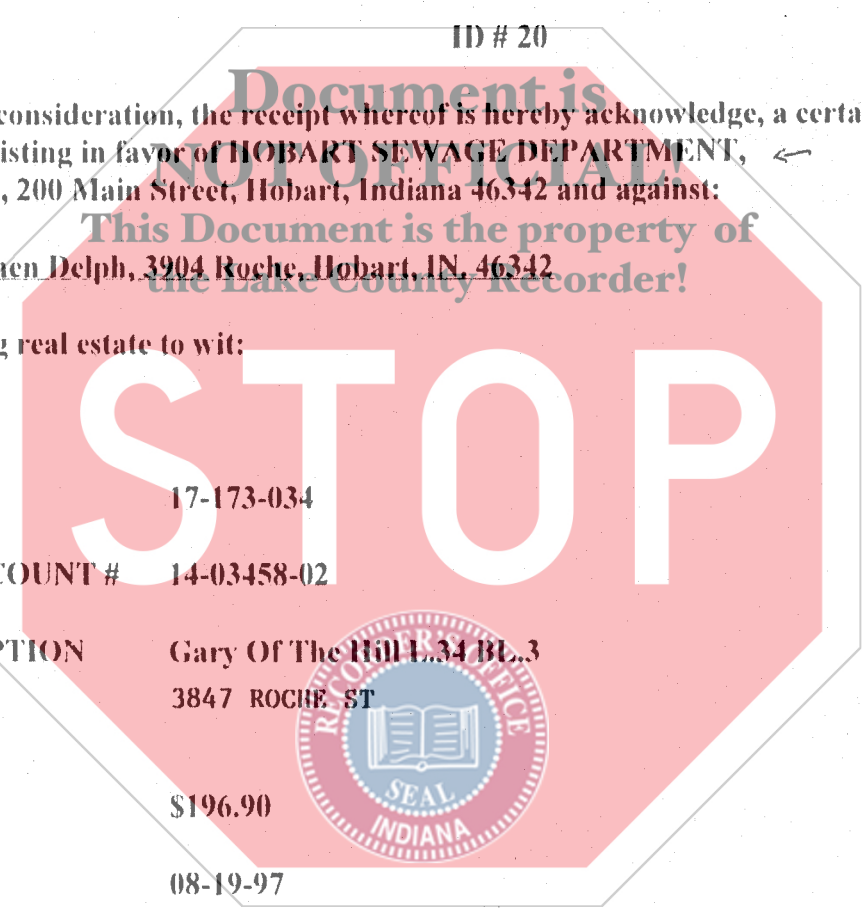 ID # 20
Document is
consideration, the receipt whereof is hereby acknowledge, a certa
isting in favor of HOBART SEWAGE DEPARTMENT,
NOT OFFICIAL!
, 200 Main Street, Hobart, Indiana 46342 and against:
This Document is the property of
en Delph, 3904 Roche, Hobart, IN, 46342
the Lake County Recorder!
g real estate to wit:
STOP
17-173-034
COUNT # 14-03458-02
PTION Gary Of The Hill L.34 BL.3
3847 ROCHE ST
RECORDER'S OFFICE
SEAL
INDIANA
$196.90
08-19-97